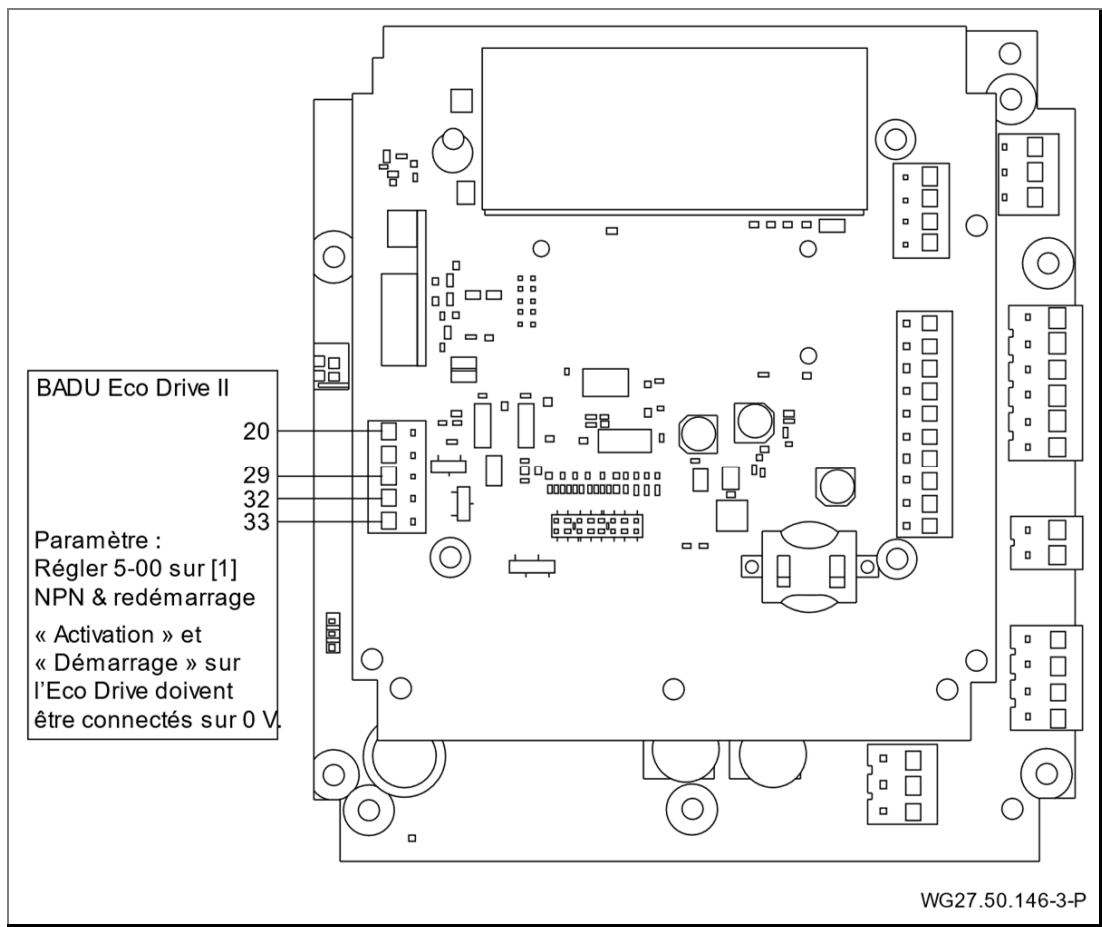 BADU Eco Drive II
20
29
32
33
Paramètre :
Régler 5-00 sur [1]
NPN & redémarrage
« Activation » et
« Démarrage » sur
l’Eco Drive doivent
être connectés sur 0 V.
WG27.50.146-3-P